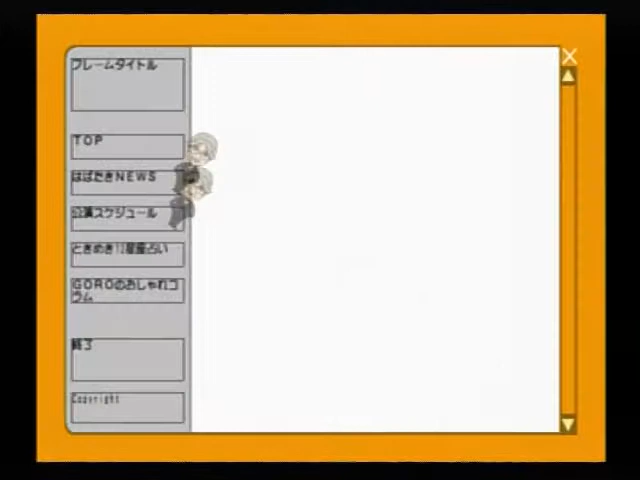 フレームタイトル
TOP
はばたきNEWS
公演スケジュール
ときめき13星座占い
GOROのおしゃれコ
ラム
終了
Copyright